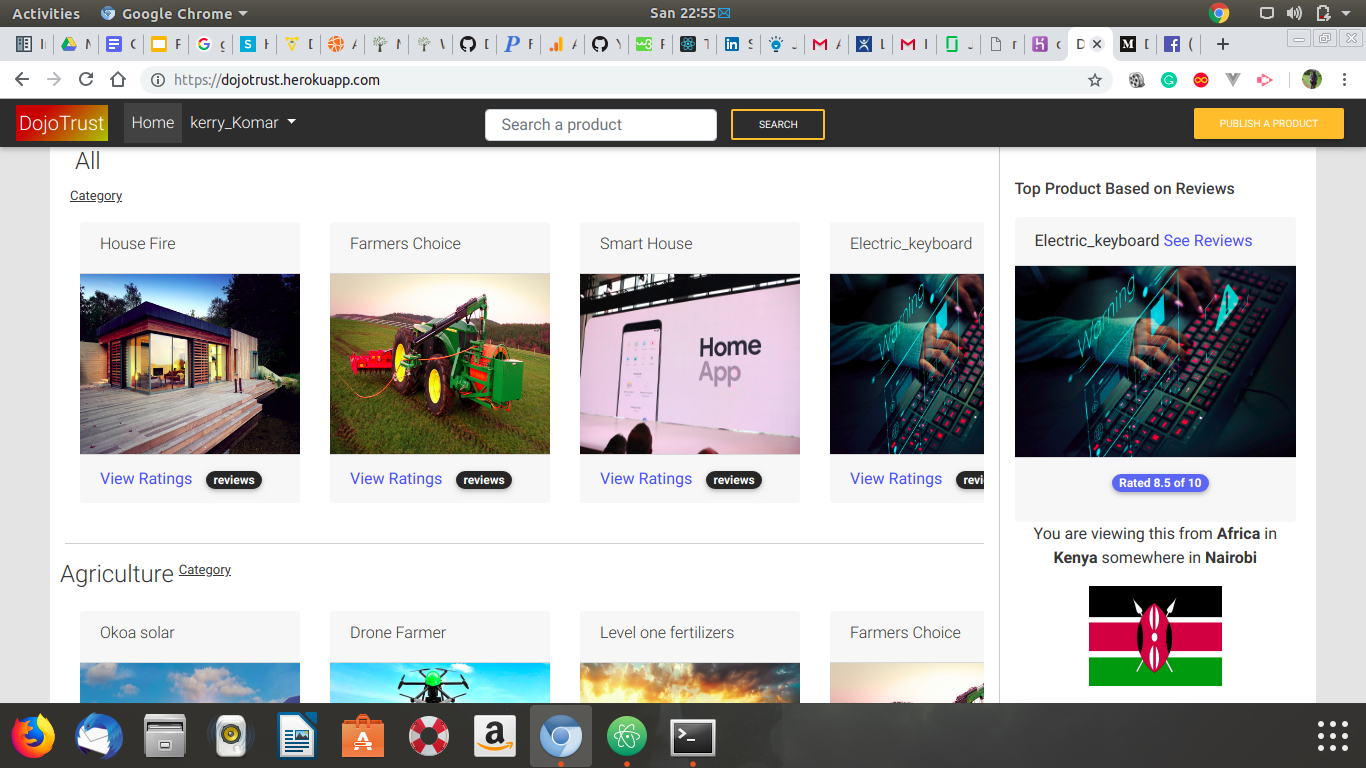 Activities
Google Chrome
San 22:55
https://dojotrust.herokuapp.com
DojoTrust
Home
kerry_Komar
Search a product
SEARCH
PUBLISH A PRODUCT
All
Category
House Fire
Farmers Choice
Smart House
Electric_keyboard
Home
App
Warning
View Ratings reviews
View Ratings reviews
View Ratings reviews
View Ratings revi
Agriculture Category
Okoa solar
Drone Farmer
Level one fertilizers
Farmers Choice
Top Product Based on Reviews
Electric_keyboard See Reviews
Warning
Rated 8.5 of 10
You are viewing this from Africa in
Kenya somewhere in Nairobi